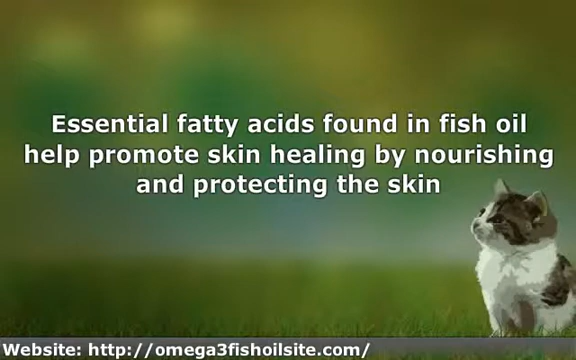 Essential fatty acids found in fish oil
help promote skin healing by nourishing
and protecting the skin
Website: http://omega3fishoilsite.com/